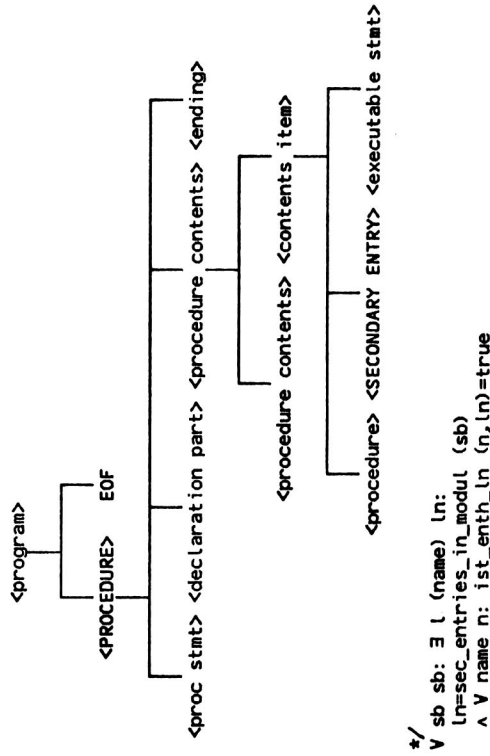 <program>
<PROCEDURE> EOF
<proc stmt> <declaration part> <procedure contents> <ending>
<procedure contents> <contents item>
<procedure> <SECONDARY ENTRY> <executable stmt>
*/
∀ sb sb: ∃ l (name) ln:
ln=sec_entries_in_modul (sb)
∧ ∀ name n: ist_enth_ln (n,ln)=true